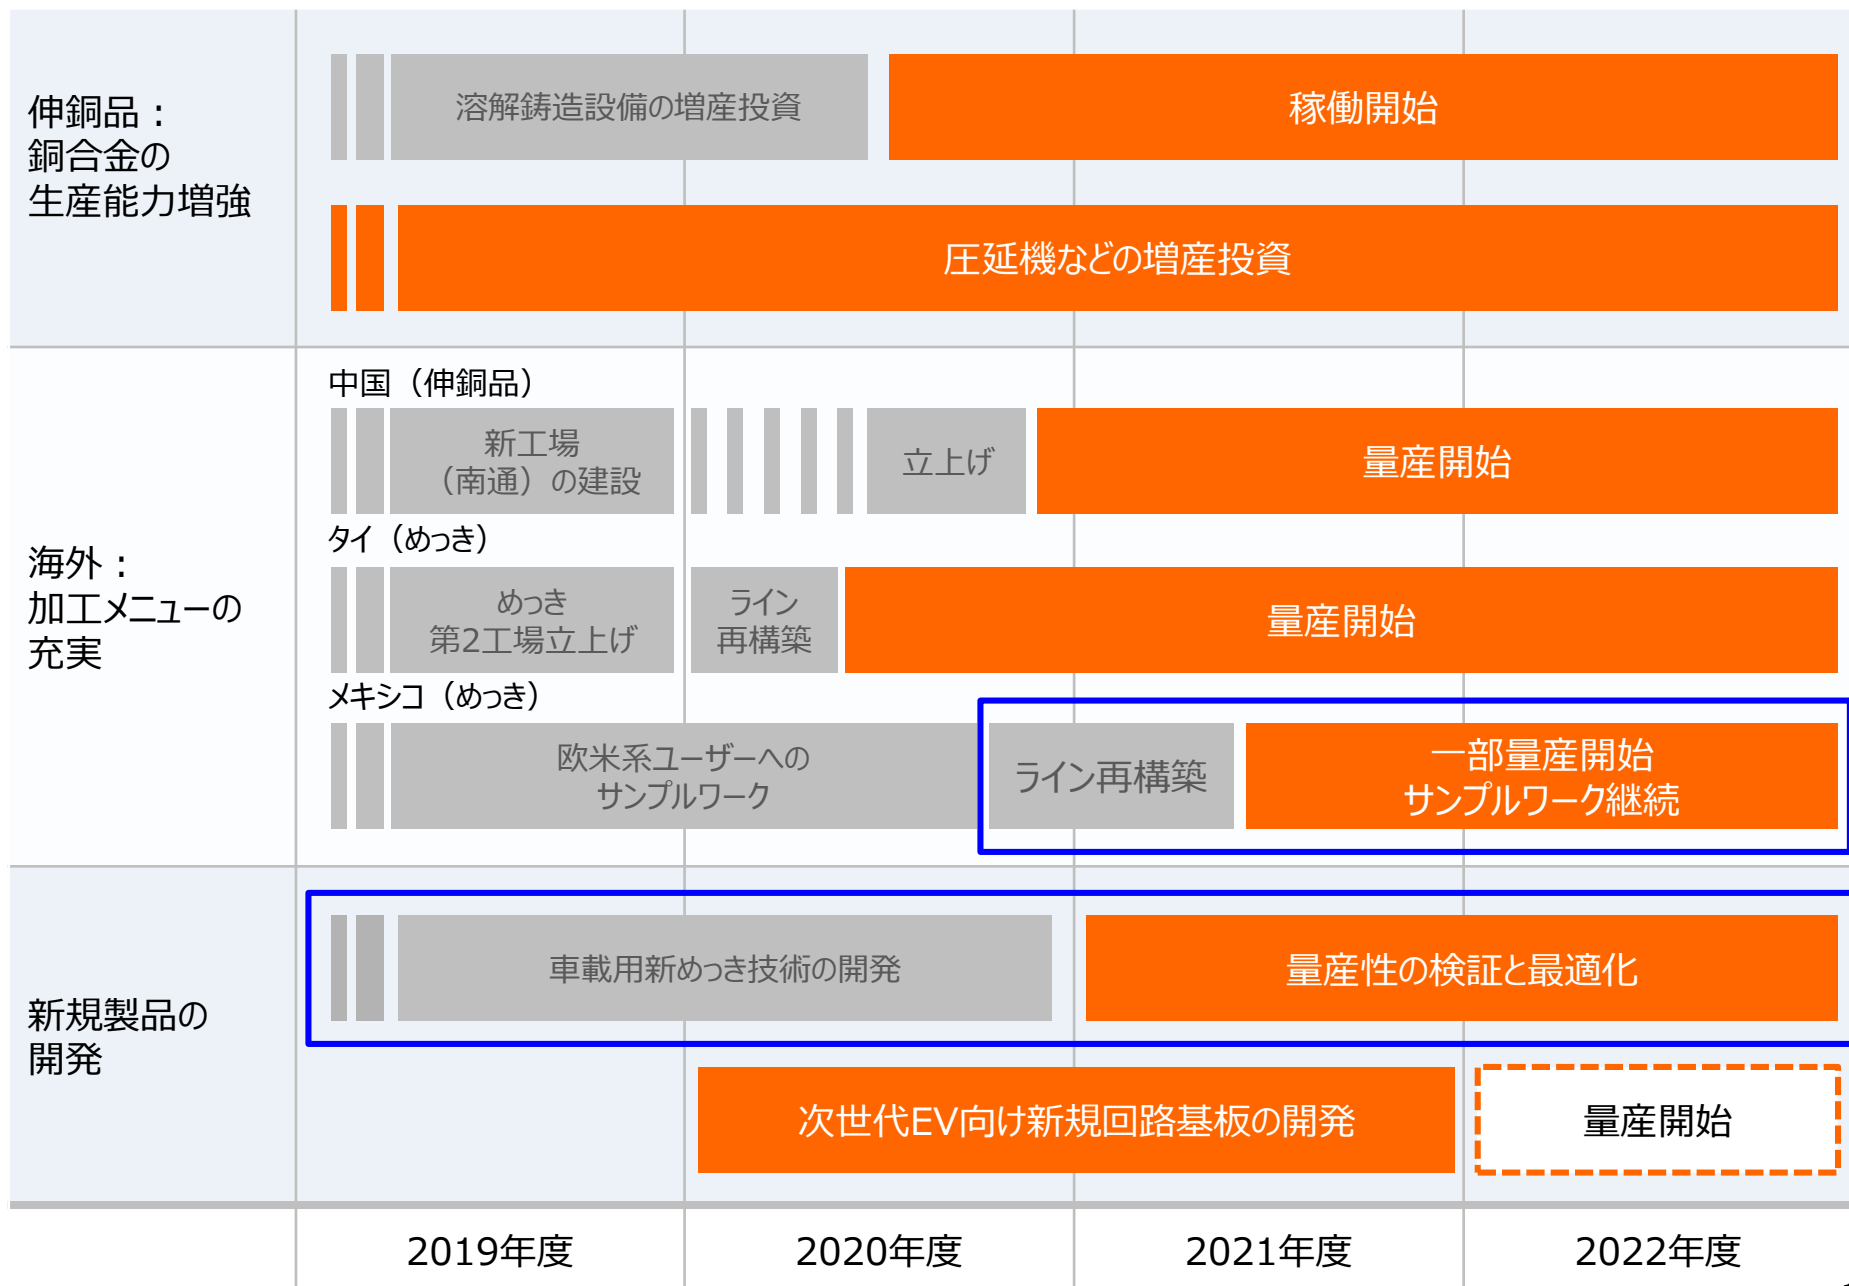 伸銅品：
銅合金の
生産能力増強
溶解鋳造設備の増産投資
稼働開始
圧延機などの増産投資
海外：
加工メニューの
充実
中国（伸銅品）
新工場
（南通）の建設
立上げ
量産開始
タイ（めっき）
めっき
第2工場立上げ
ライン
再構築
量産開始
メキシコ（めっき）
欧米系ユーザーへの
サンプルワーク
ライン再構築
一部量産開始
サンプルワーク継続
新規製品の
開発
車載用新めっき技術の開発
量産性の検証と最適化
次世代EV向け新規回路基板の開発
量産開始
2019年度
2020年度
2021年度
2022年度